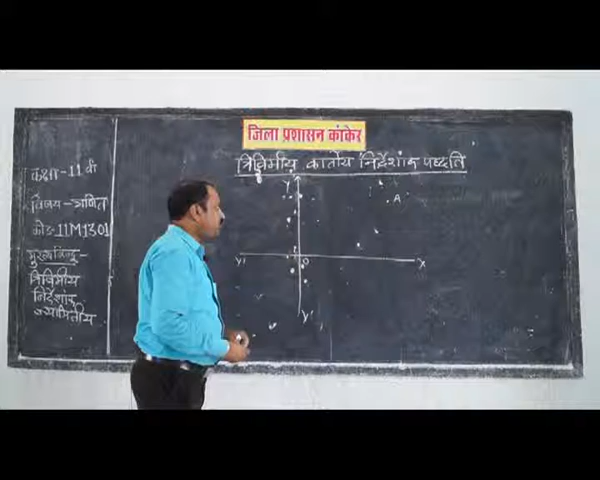 जिला प्रशासन कांकेर
त्रिविमीय कार्तीय निर्देशांक पध्दति
कक्षा-11 वी
विषय-गणित
कोड-11M1301
मुख्यबिन्दु-
त्रिविमीय
निर्देशांक
ज्यामितीय
Y
A
Y'
O
X
Y'